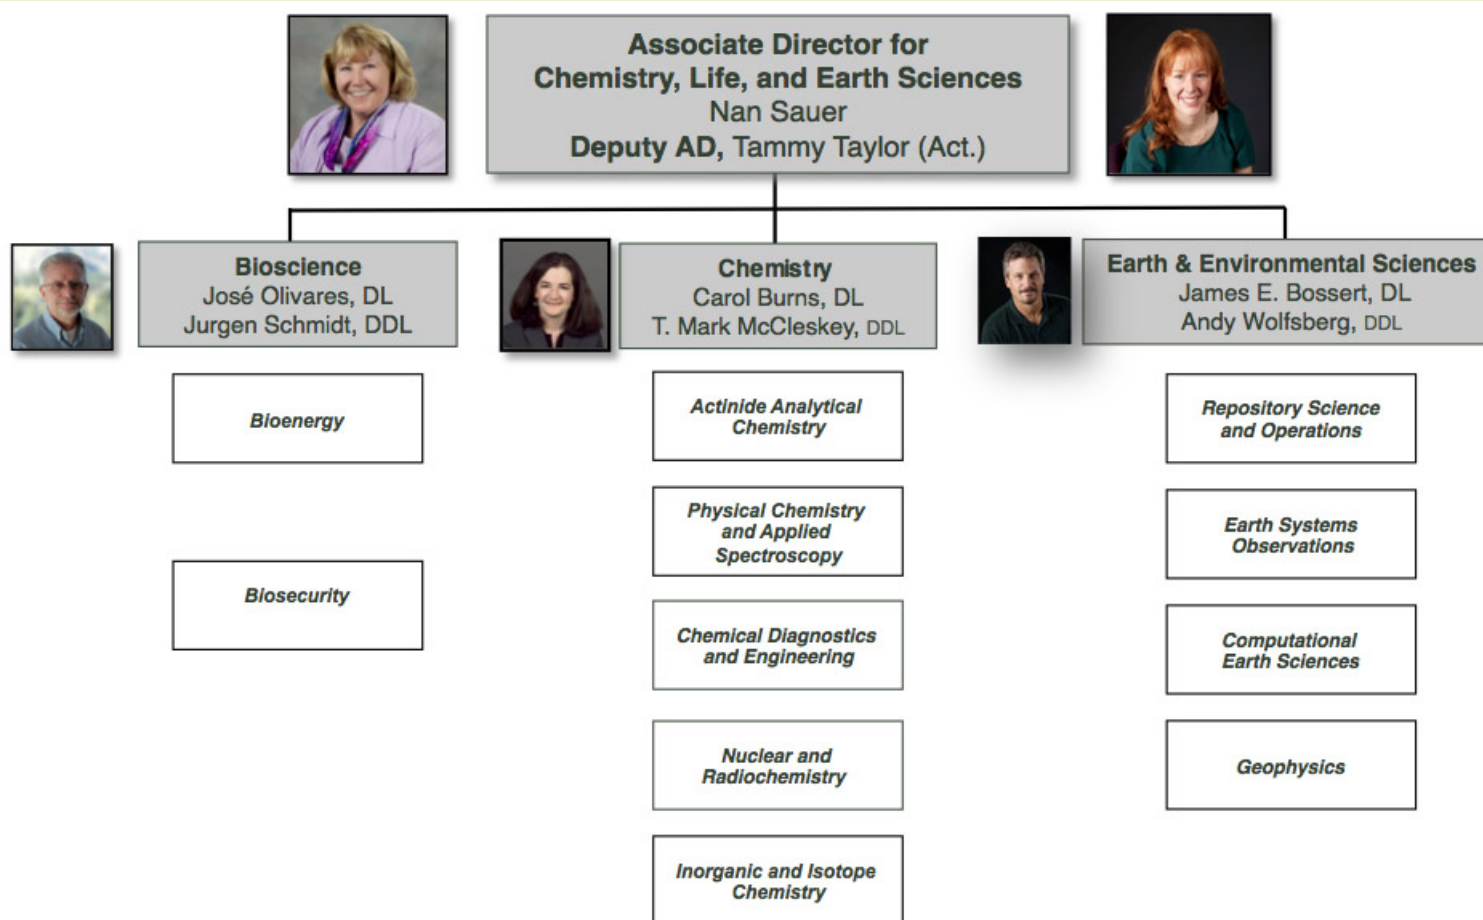 Associate Director for
Chemistry, Life, and Earth Sciences
Nan Sauer
Deputy AD, Tammy Taylor (Act.)
Bioscience
José Olivares, DL
Jurgen Schmidt, DDL
Chemistry
Carol Burns, DL
T. Mark McCleskey, DDL
Earth & Environmental Sciences
James E. Bossert, DL
Andy Wolfsberg, DDL
Bioenergy
Biosecurity
Actinide Analytical
Chemistry
Physical Chemistry
and Applied
Spectroscopy
Chemical Diagnostics
and Engineering
Nuclear and
Radiochemistry
Inorganic and Isotope
Chemistry
Repository Science
and Operations
Earth Systems
Observations
Computational
Earth Sciences
Geophysics